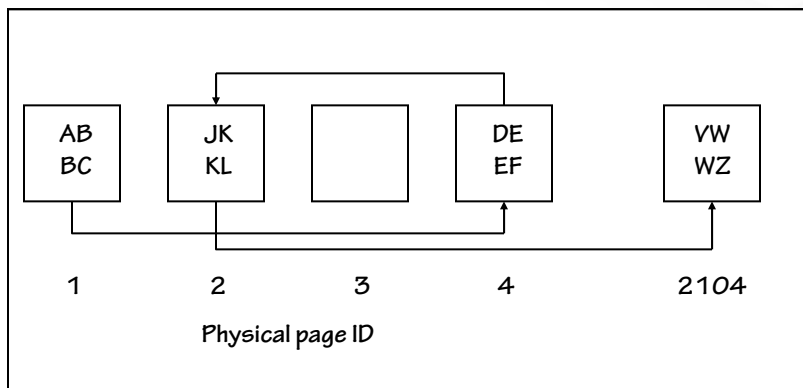 AB
BC
JK
KL
DE
EF
VW
WZ
1 2 3 4 2104
Physical page ID